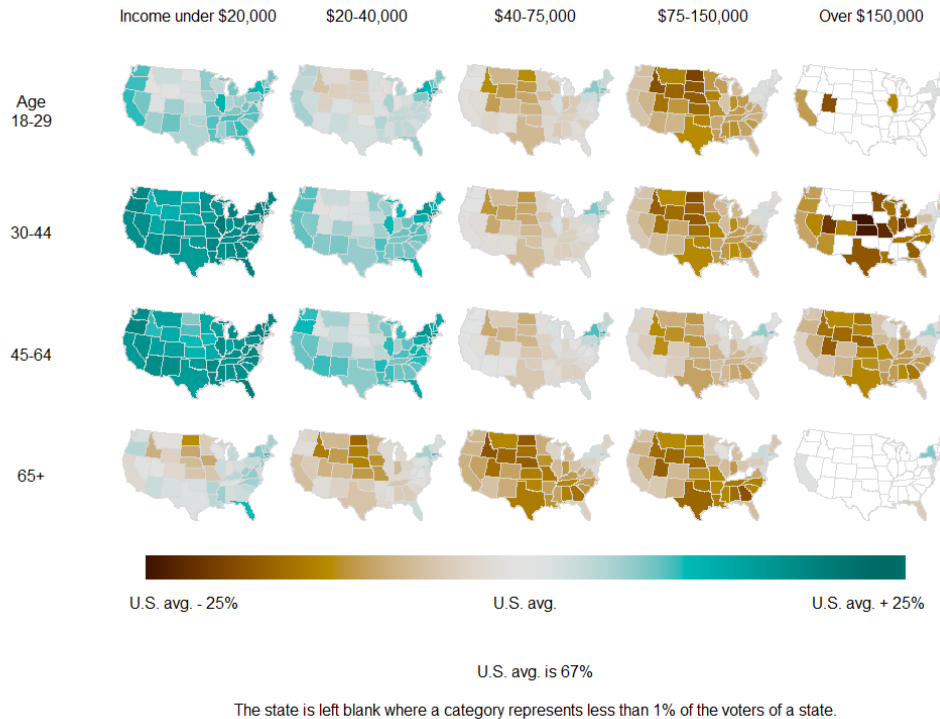 Income under $20,000 $20-40,000 $40-75,000 $75-150,000 Over $150,000
Age
18-29
30-44
45-64
65+
U.S. avg. - 25% U.S. avg. U.S. avg. + 25%
U.S. avg. is 67%
The state is left blank where a category represents less than 1% of the voters of a state.